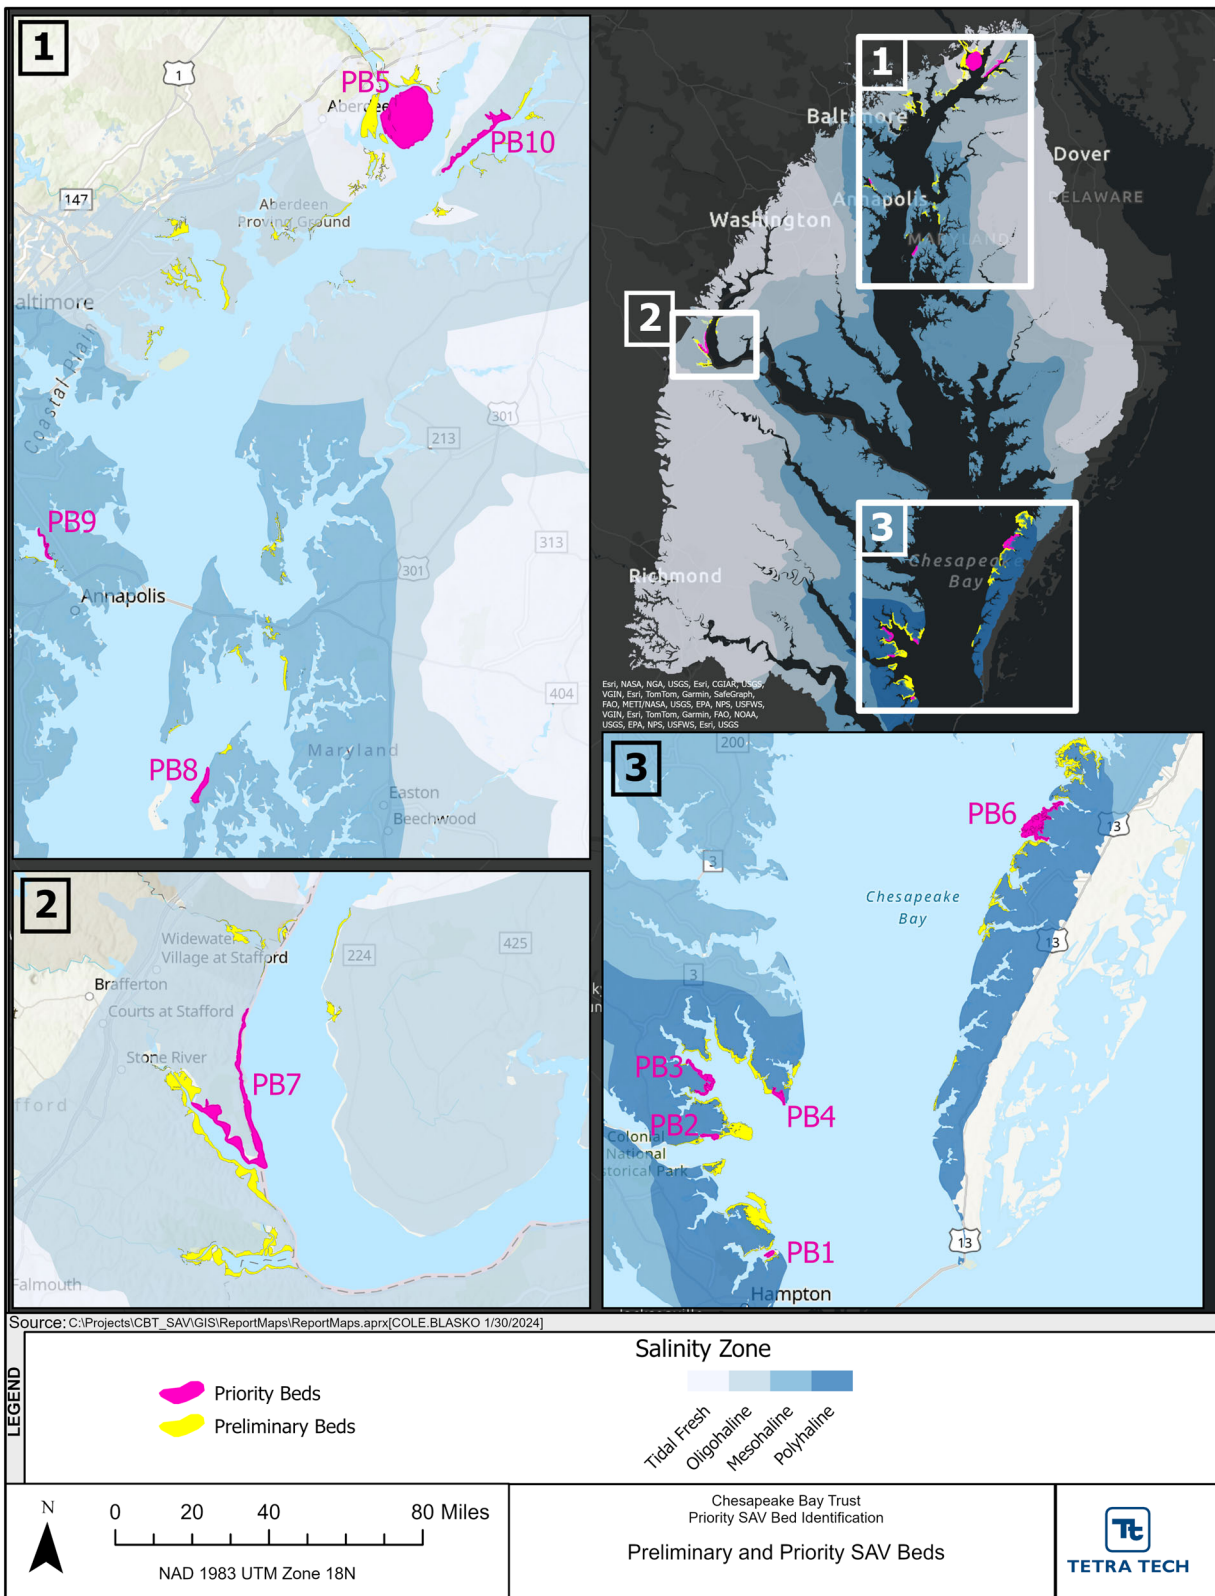 1
1
PB5
Aberdee
PB10
147
Aberdeen
Proving Ground
altimore
Coastal Plain
301
213
PB9
313
301
Annapolis
404
Maryland
PB8
Easton
Beechwood
1
Baltimore
Dover
Annapolis
DELAWARE
Washington
MARYLAND
2
3
Chesapeake
Bay
Richmond
Esri, NASA, NGA, USGS, Esri, CGIAR, USGS,
VGIN, Esri, TomTom, Garmin, SafeGraph,
FAO, METI/NASA, USGS, EPA, NPS, USFWS,
VGIN, Esri, TomTom, Garmin, FAO, NOAA,
USGS, EPA, NPS, USFWS, Esri, USGS
2
Widewater
Village at Stafford
425
224
Brafferton
Courts at Stafford
Stone River
PB7
fford
Falmouth
3
200
PB6
13
3
Chesapeake
Bay
13
3
PB3
PB4
PB2
Colonial
National
storical Park
PB1
13
Hampton
Source: C:\Projects\CBT_SAV\GIS\ReportMaps\ReportMaps.aprx[COLE.BLASKO 1/30/2024]
LEGEND
Priority Beds
Preliminary Beds
Salinity Zone
Tidal Fresh
Oligohaline
Mesohaline
Polyhaline
N
0 20 40 80 Miles
NAD 1983 UTM Zone 18N
Chesapeake Bay Trust
Priority SAV Bed Identification
Preliminary and Priority SAV Beds
Tt
TETRA TECH